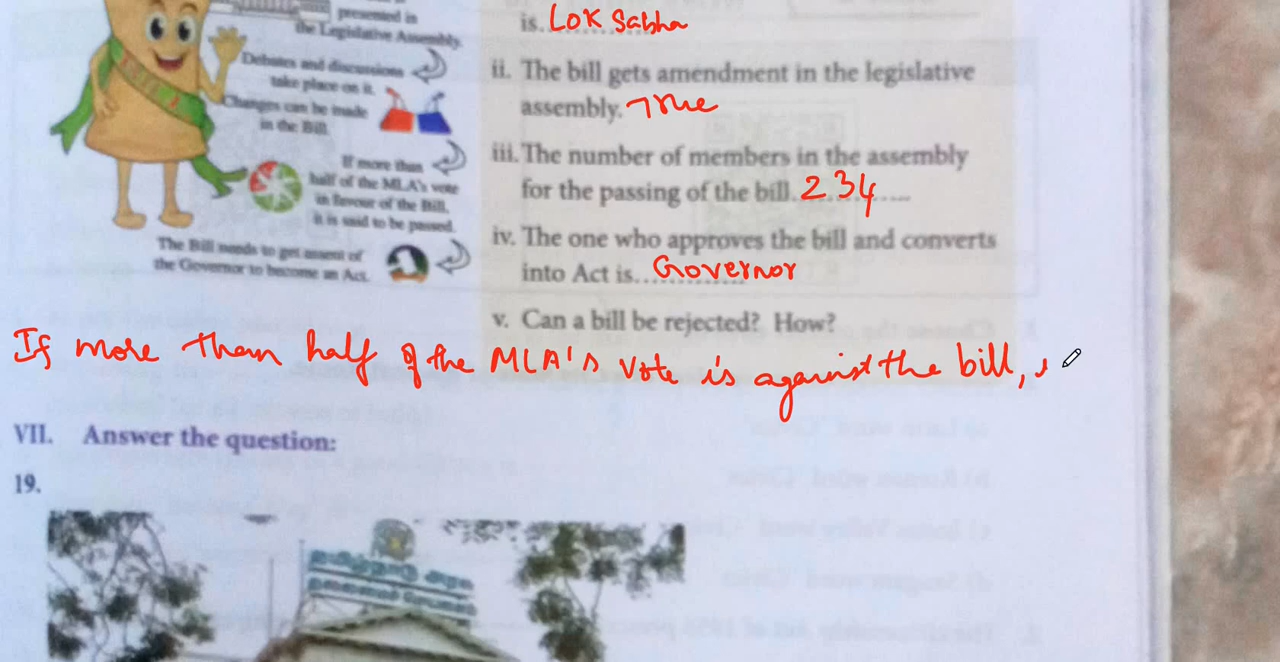 presented in
the Legislative Assembly.
Debates and discussions
take place on it.
Changes can be made
in the Bill.
If more than
half of the MLA's vote
in favour of the Bill,
it is said to be passed.
The Bill needs to get assent of
the Governor to become an Act.
is. Lok Sabha
ii. The bill gets amendment in the legislative
assembly. True
iii. The number of members in the assembly
for the passing of the bill. 234
iv. The one who approves the bill and converts
into Act is. Governor
v. Can a bill be rejected? How?
If more than half of the MLA's vote is against the bill,
VII. Answer the question:
19.